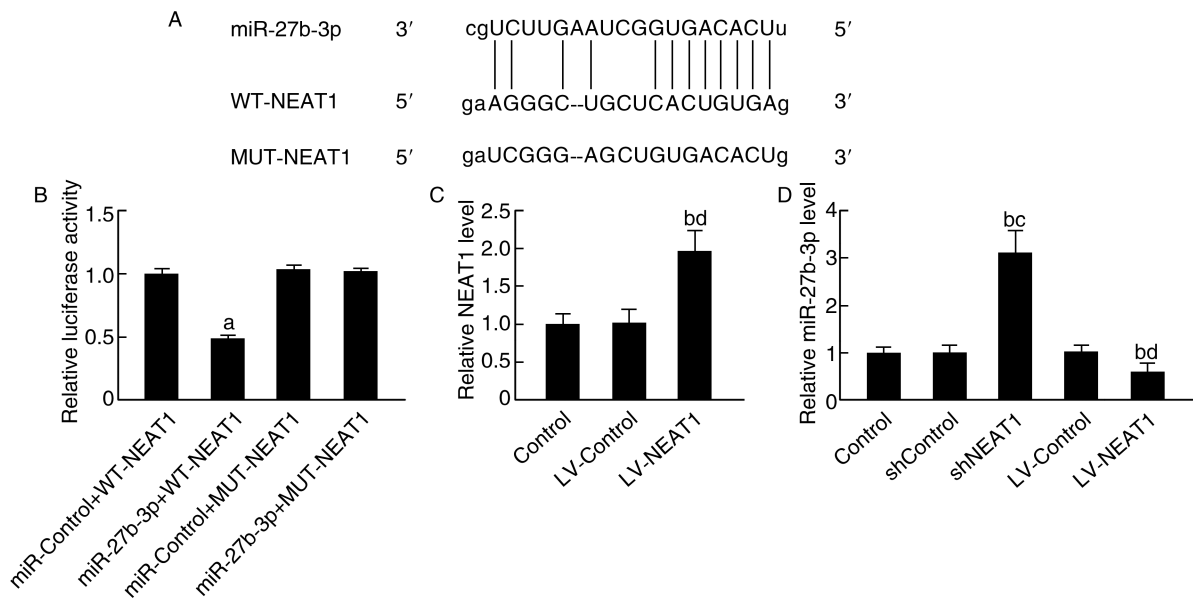 A
miR-27b-3p 3′ cgUCUUGAAUCGGUGACACUu 5′
WT-NEAT1 5′ gaAGGGC--UGCUCACUGUGAg 3′
MUT-NEAT1 5′ gaUCGGG--AGCUGUGACACUg 3′
B
Relative luciferase activity
1.5
1.0
0.5
0
a
miR-Control+WT-NEAT1
miR-27b-3p+WT-NEAT1
miR-Control+MUT-NEAT1
miR-27b-3p+MUT-NEAT1
C
Relative NEAT1 level
2.5
2.0
1.5
1.0
0.5
0
bd
Control
LV-Control
LV-NEAT1
D
Relative miR-27b-3p level
4
3
2
1
0
bc
bd
Control
shControl
shNEAT1
LV-Control
LV-NEAT1